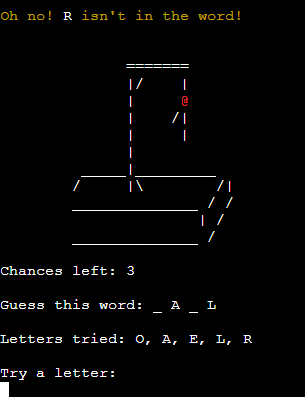 Oh no! R isn't in the word!
Chances left: 3
Guess this word: _ A _ L
Letters tried: O, A, E, L, R
Try a letter: